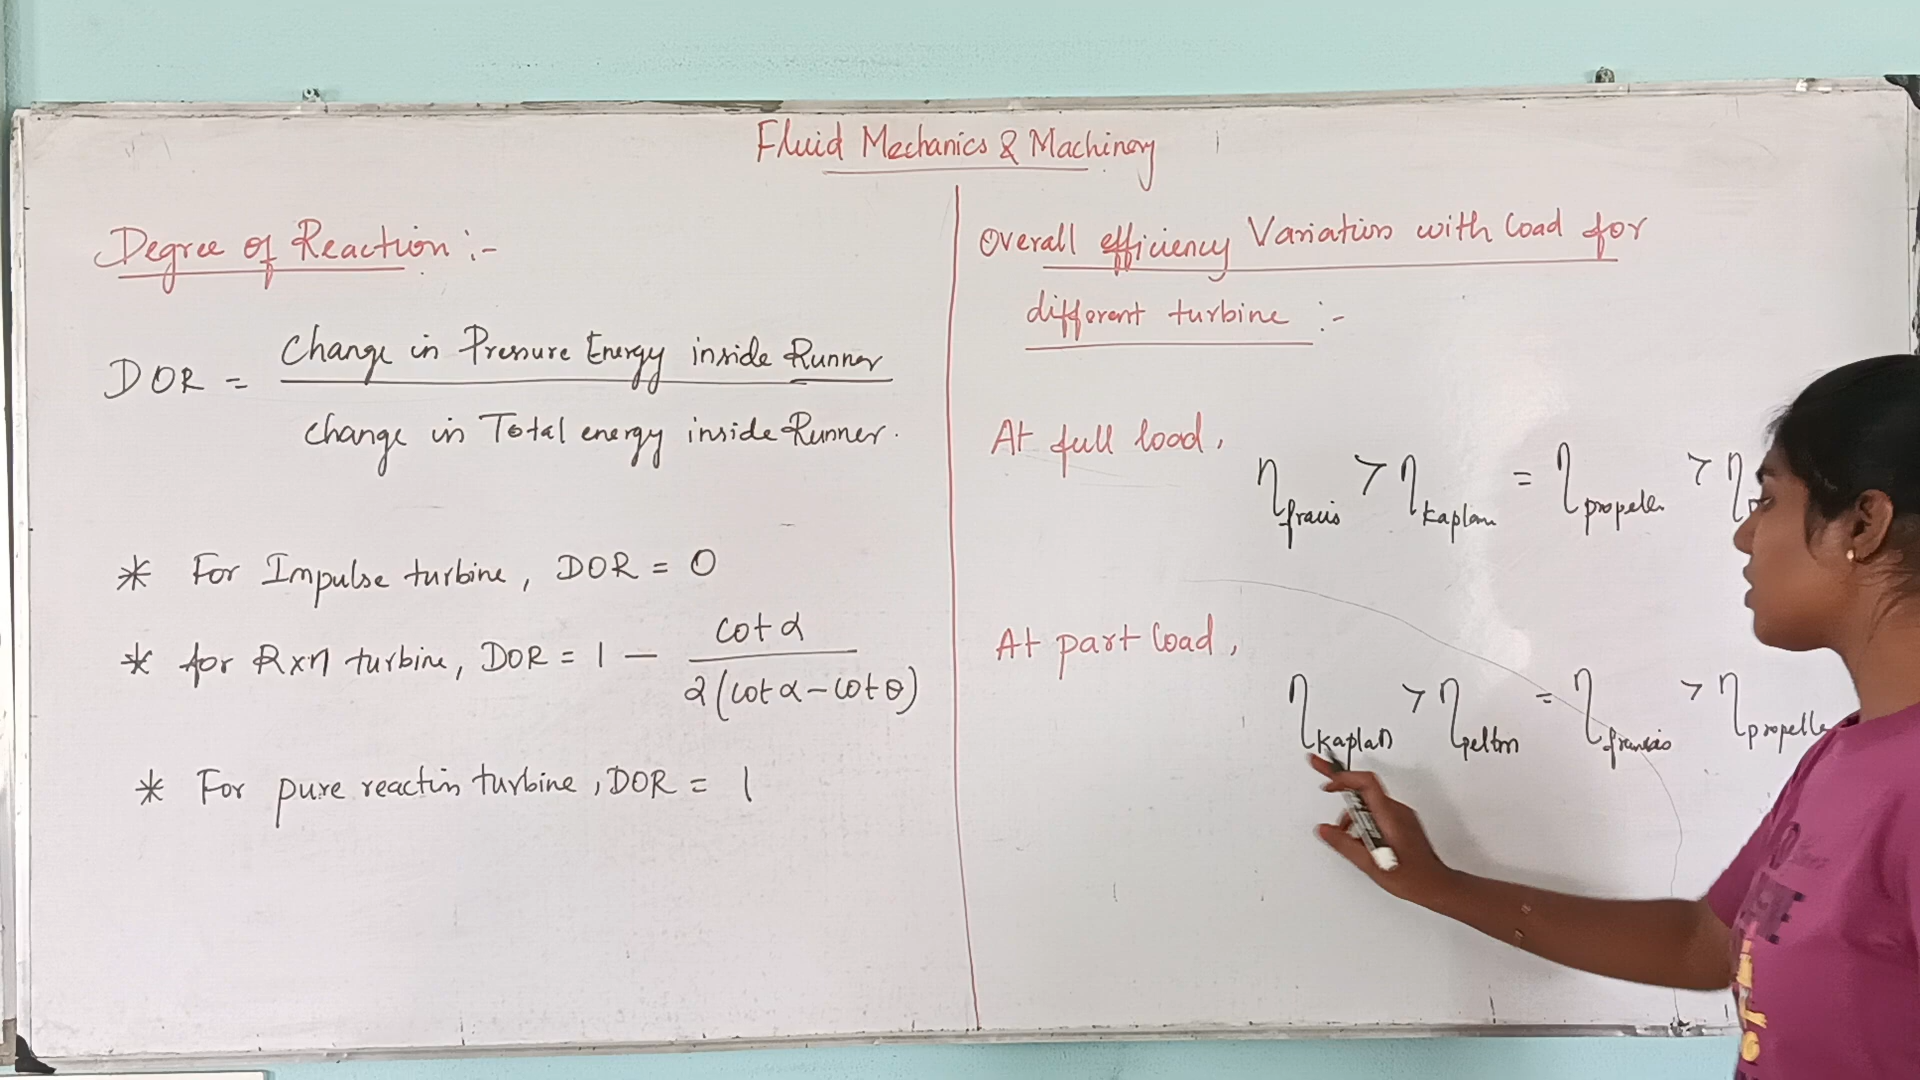 Fluid Mechanics & Machinery
Degree of Reaction :-
DOR = Change in Pressure Energy inside Runner
change in Total energy inside Runner.
* For Impulse turbine, DOR = 0
* for Rxn turbine, DOR = 1 - cot α
2(cot α - cot θ)
* For pure reactin turbine, DOR = 1
Overall efficiency Variation with load for
different turbine :-
At full load,
η fracis > η kaplan = η propeller > η
At part load,
η kaplan > η pelton = η francis > η propelle